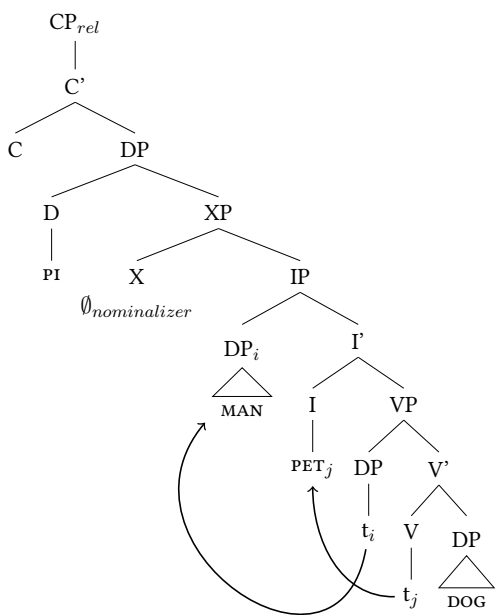 CP_rel
C'
C DP
D XP
PI X IP
∅_nominalizer
DP_i I'
MAN I VP
PET_j DP V'
t_i V DP
t_j DOG